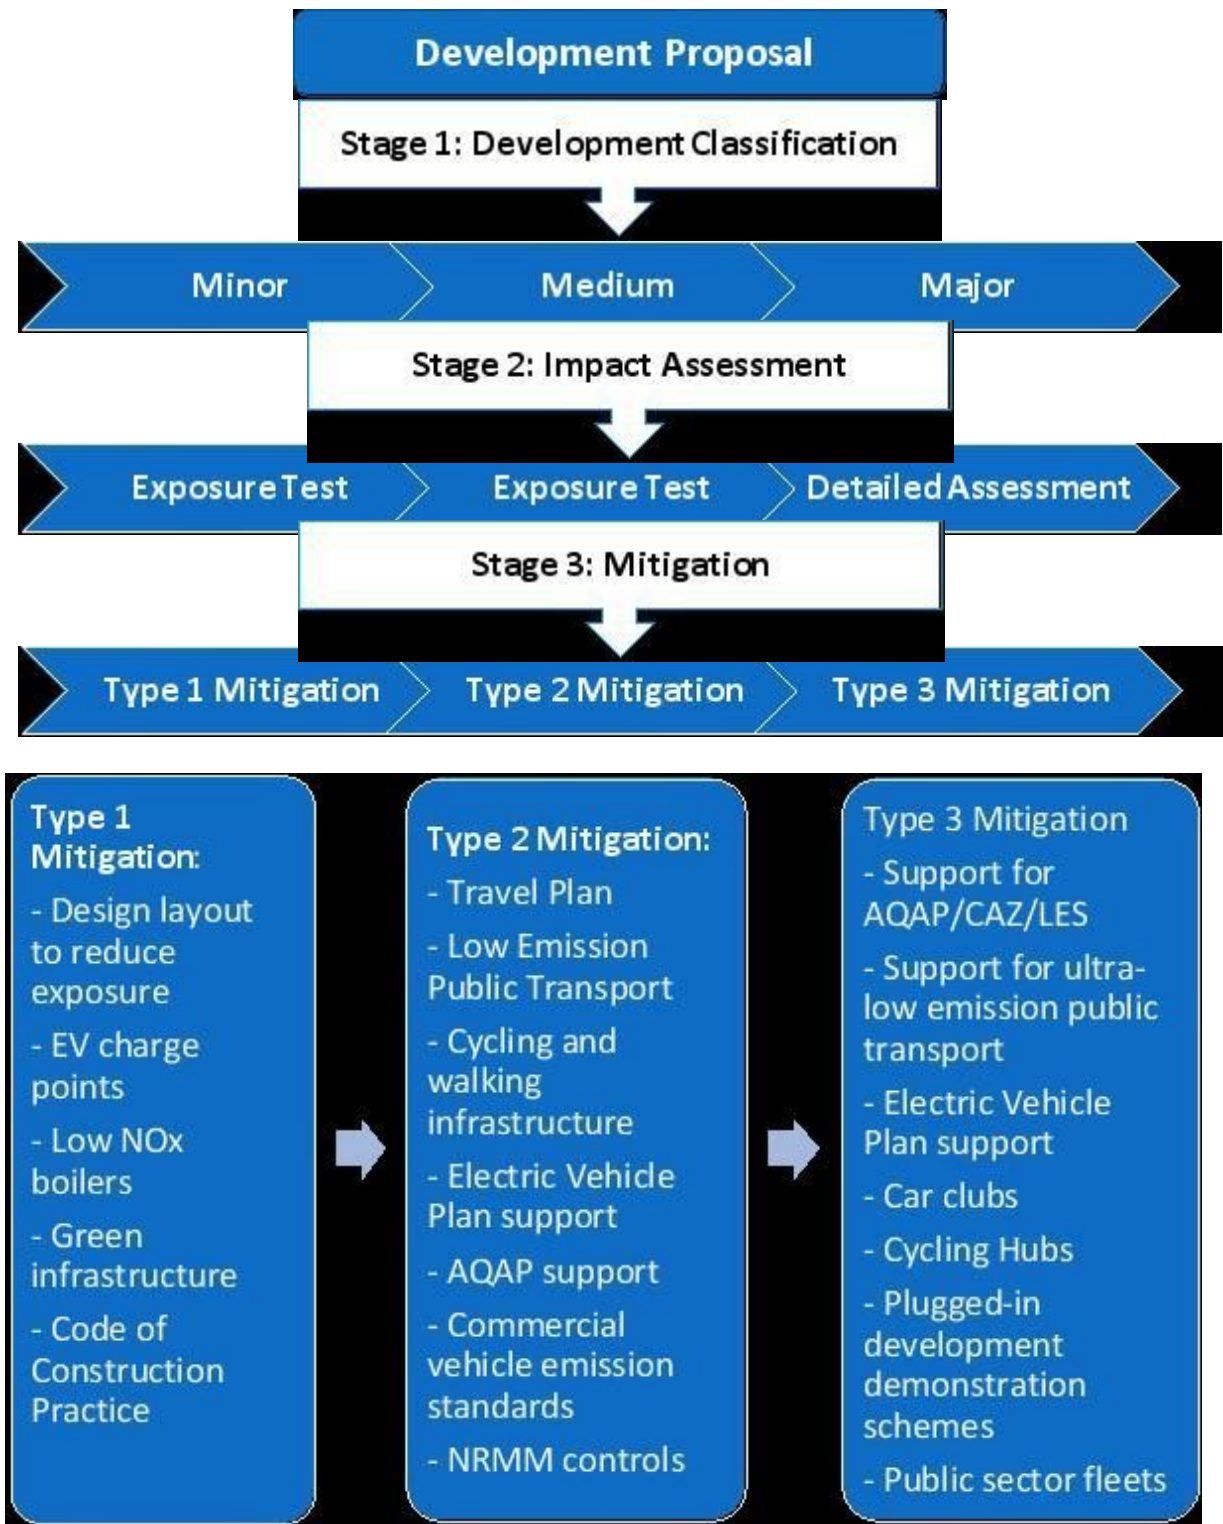 Development Proposal
Stage 1: Development Classification
Minor
Medium
Major
Stage 2: Impact Assessment
Exposure Test
Exposure Test
Detailed Assessment
Stage 3: Mitigation
Type 1 Mitigation
Type 2 Mitigation
Type 3 Mitigation
Type 1
Mitigation:
- Design layout
to reduce
exposure
- EV charge
points
- Low NOx
boilers
- Green
infrastructure
- Code of
Construction
Practice
Type 2 Mitigation:
- Travel Plan
- Low Emission
Public Transport
- Cycling and
walking
infrastructure
- Electric Vehicle
Plan support
- AQAP support
- Commercial
vehicle emission
standards
- NRMM controls
Type 3 Mitigation
- Support for
AQAP/CAZ/LES
- Support for ultra-
low emission public
transport
- Electric Vehicle
Plan support
- Car clubs
- Cycling Hubs
- Plugged-in
development
demonstration
schemes
- Public sector fleets